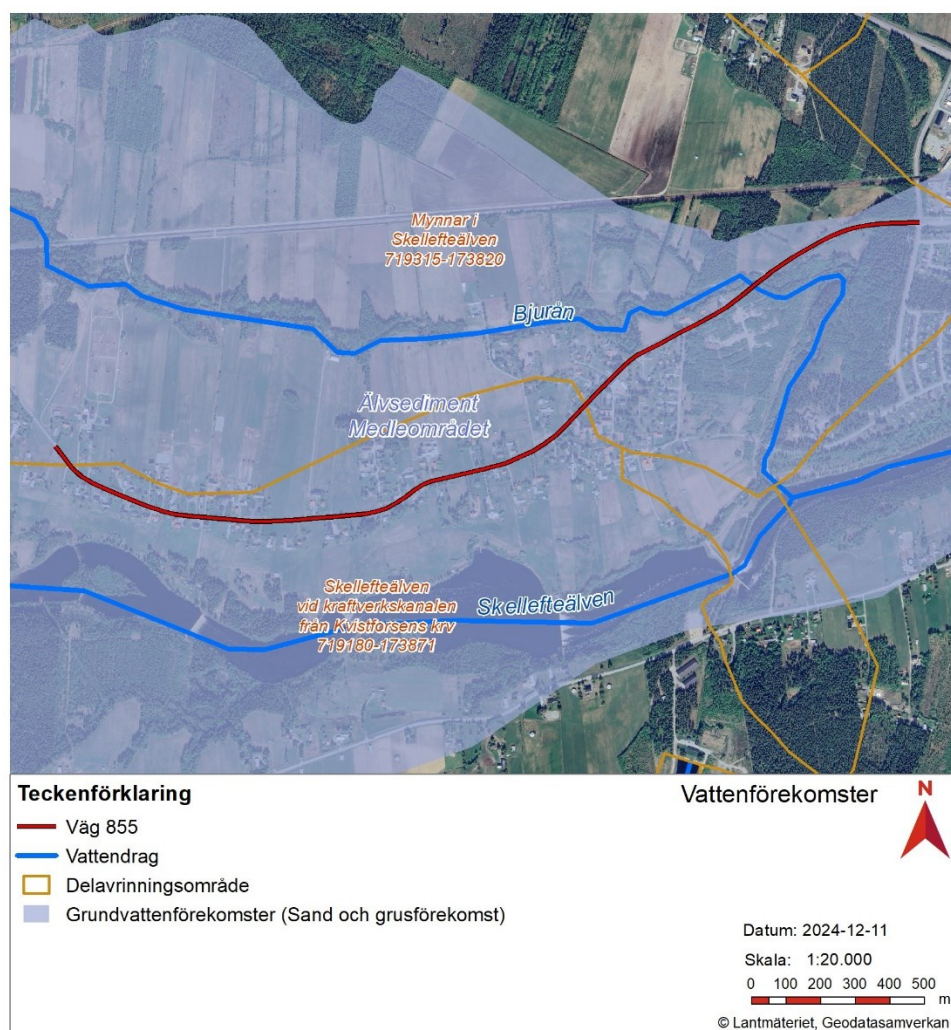 Mynnar i
Skellefteälven
719315-173820
Bjurån
Älvsediment
Medleområdet
Skellefteälven
vid kraftverkskanalen
från Kvistforsens krv
719180-173871
Skellefteälven
Teckenförklaring
Väg 855
Vattendrag
Delavrinningsområde
Grundvattenförekomster (Sand och grusförekomst)
Vattenförekomster
N
Datum: 2024-12-11
Skala: 1:20.000
0 100 200 300 400 500
m
© Lantmäteriet, Geodatasamverkan